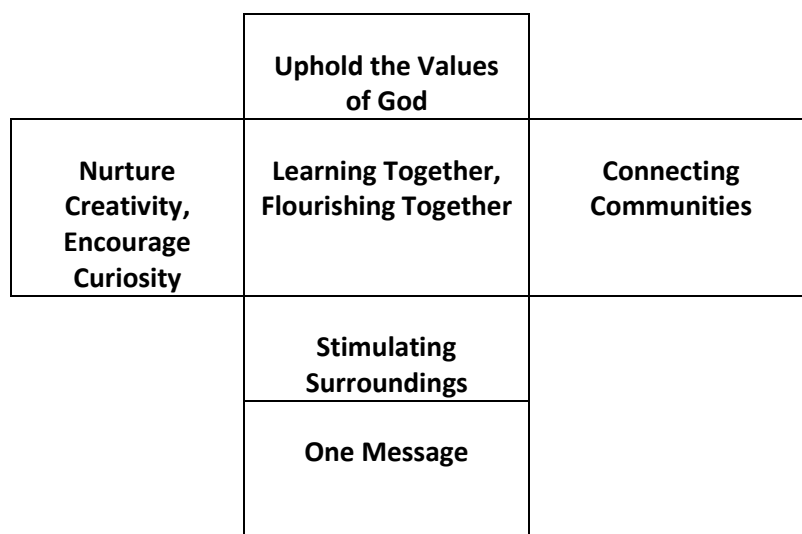 Uphold the Values
of God
Nurture
Creativity,
Encourage
Curiosity
Learning Together,
Flourishing Together
Connecting
Communities
Stimulating
Surroundings
One Message